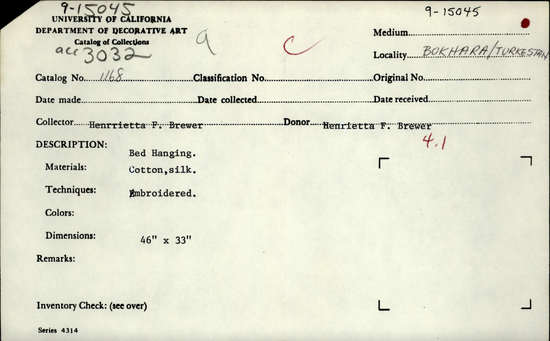 9-15045
9-15045
UNIVERSITY OF CALIFORNIA
DEPARTMENT OF DECORATIVE ART
Catalog of Collections
acc 3032
a
C
Medium
Locality BOKHARA/TURKESTAN
Catalog No. 1168 Classification No. Original No.
Date made Date collected Date received
Collector Henrrietta F. Brewer Donor Henrietta F. Brewer
4.1
DESCRIPTION:
Bed Hanging.
Materials: Cotton,silk.
Techniques: Embroidered.
Colors:
Dimensions: 46" x 33"
Remarks:
Inventory Check: (see over)
Series 4314